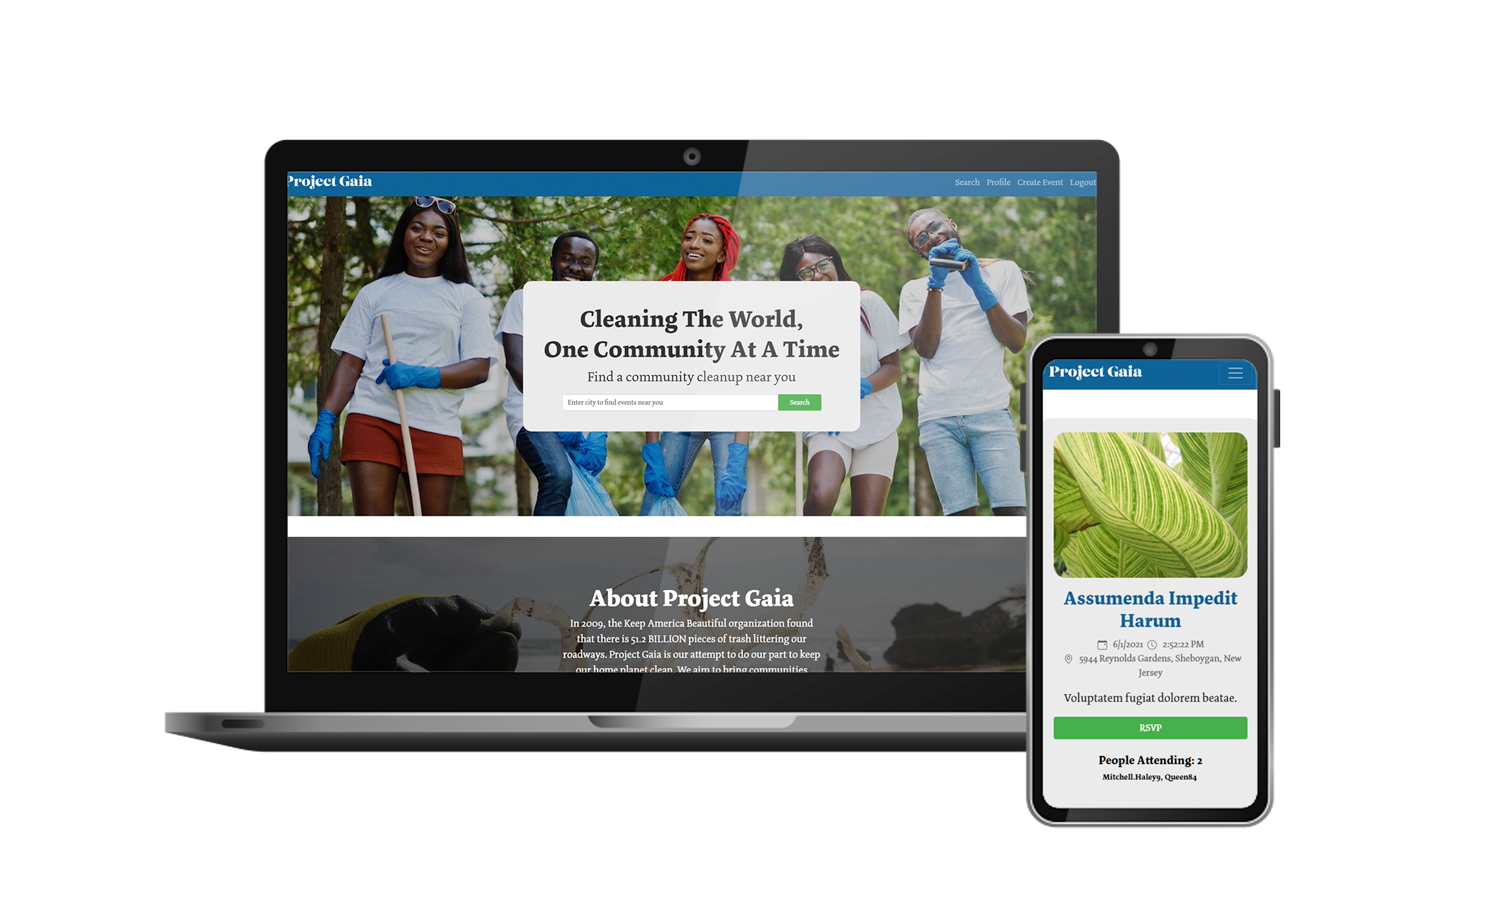 Project Gaia
Search Profile Create Event Logout
Cleaning The World,
One Community At A Time
Find a community cleanup near you
Enter city to find events near you
Search
About Project Gaia
In 2009, the Keep America Beautiful organization found
that there is 51.2 BILLION pieces of trash littering our
roadways. Project Gaia is our attempt to do our part to keep
our home planet clean. We aim to bring communities
Project Gaia
Assumenda Impedit
Harum
6/1/2021 2:52:22 PM
5944 Reynolds Gardens, Sheboygan, New
Jersey
Voluptatem fugiat dolorem beatae.
RSVP
People Attending: 2
Mitchell.Haley9, Queen84